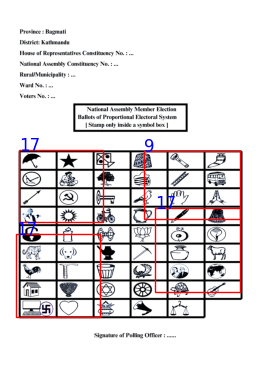 Province : Bagmati
District: Kathmandu
House of Representatives Constituency No. : ...
National Assembly Constituency No. : ...
Rural/Municipality : ...
Ward No. : ...
Voters No. : ...
National Assembly Member Election
Ballots of Proportional Electoral System
[ Stamp only inside a symbol box ]
17
9
17
17
Signature of Polling Officer : ......